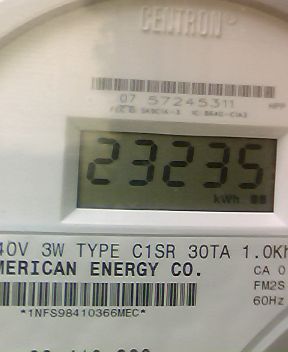 CENTRON
07 57245311
23235
kWh
40V 3W TYPE C1SR 30TA 1.0Kh
MERICAN ENERGY CO.
CA 0
FM2S
60Hz
*1NFS98410366MEC*